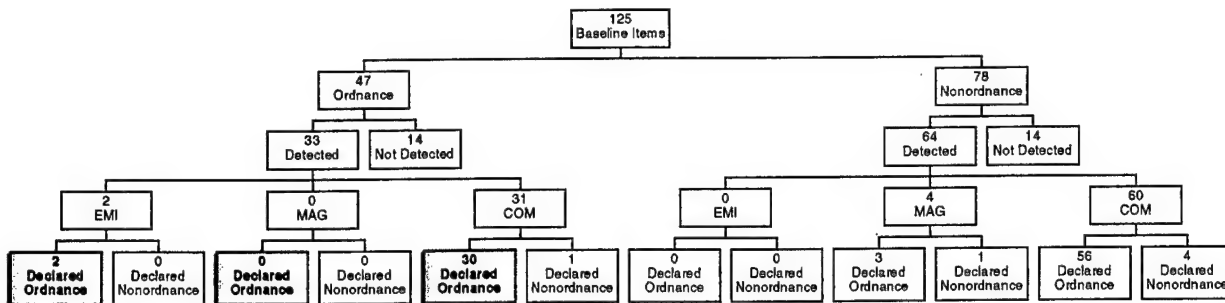 125
Baseline Items
47
Ordnance
78
Nonordnance
33
Detected
14
Not Detected
64
Detected
14
Not Detected
2
EMI
0
MAG
31
COM
0
EMI
4
MAG
60
COM
2
Declared
Ordnance
0
Declared
Nonordnance
0
Declared
Ordnance
0
Declared
Nonordnance
30
Declared
Ordnance
1
Declared
Nonordnance
0
Declared
Ordnance
0
Declared
Nonordnance
3
Declared
Ordnance
1
Declared
Nonordnance
56
Declared
Ordnance
4
Declared
Nonordnance